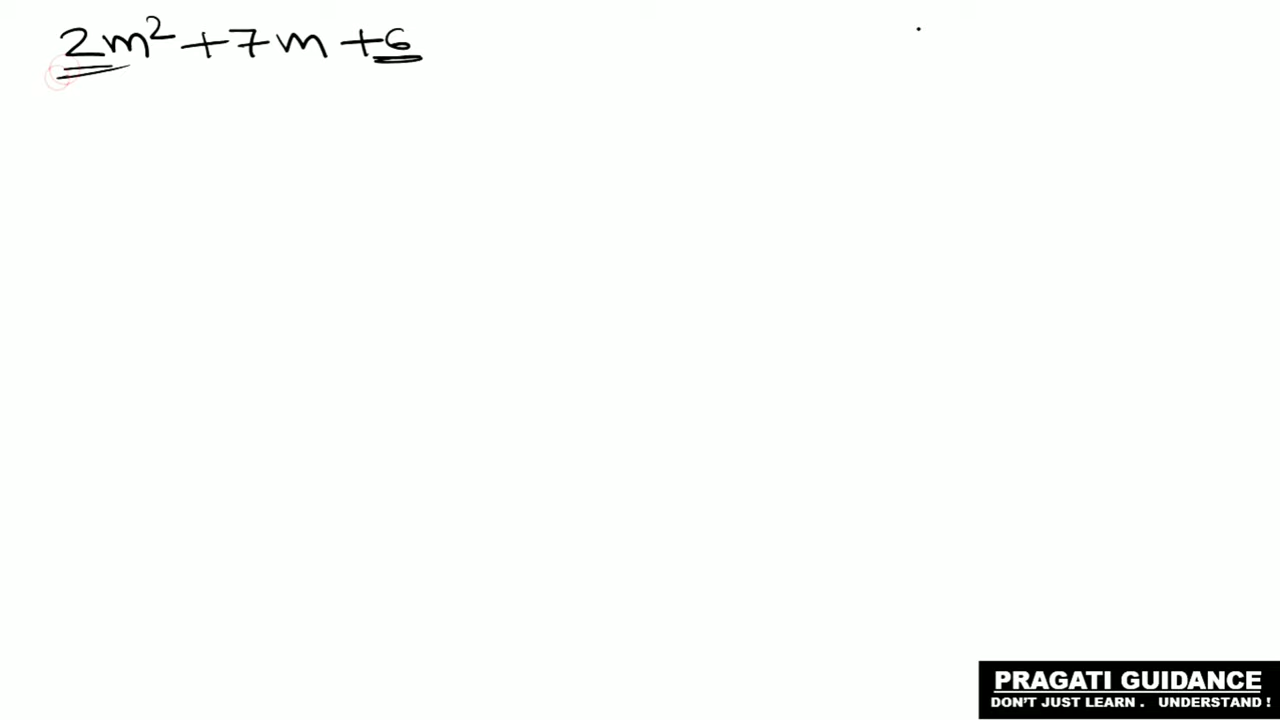 2m² + 7m + 6
PRAGATI GUIDANCE
DON'T JUST LEARN . UNDERSTAND !